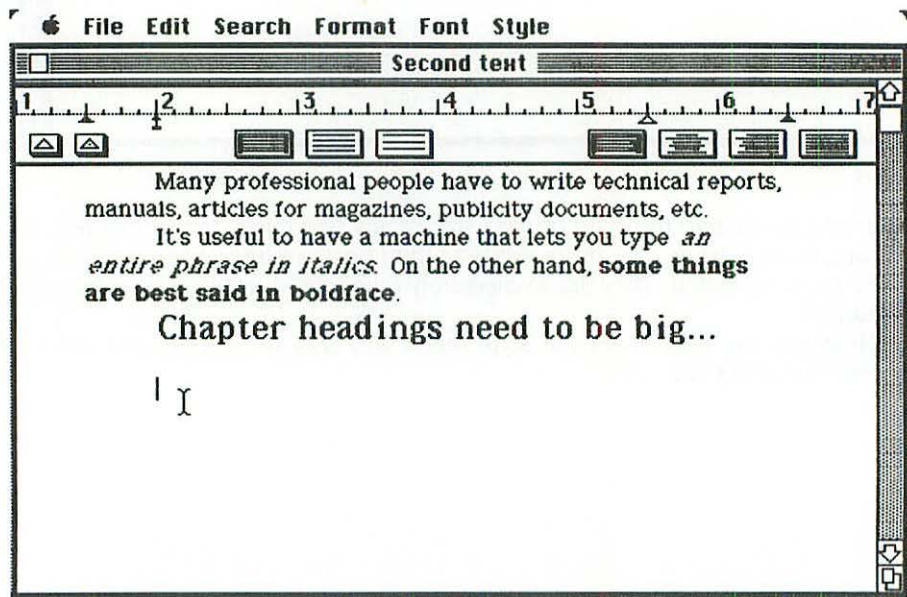 File Edit Search Format Font Style
Second text
1 2 3 4 5 6 7
Many professional people have to write technical reports,
manuals, articles for magazines, publicity documents, etc.
It's useful to have a machine that lets you type an
entire phrase in italics. On the other hand, some things
are best said in boldface.
Chapter headings need to be big...